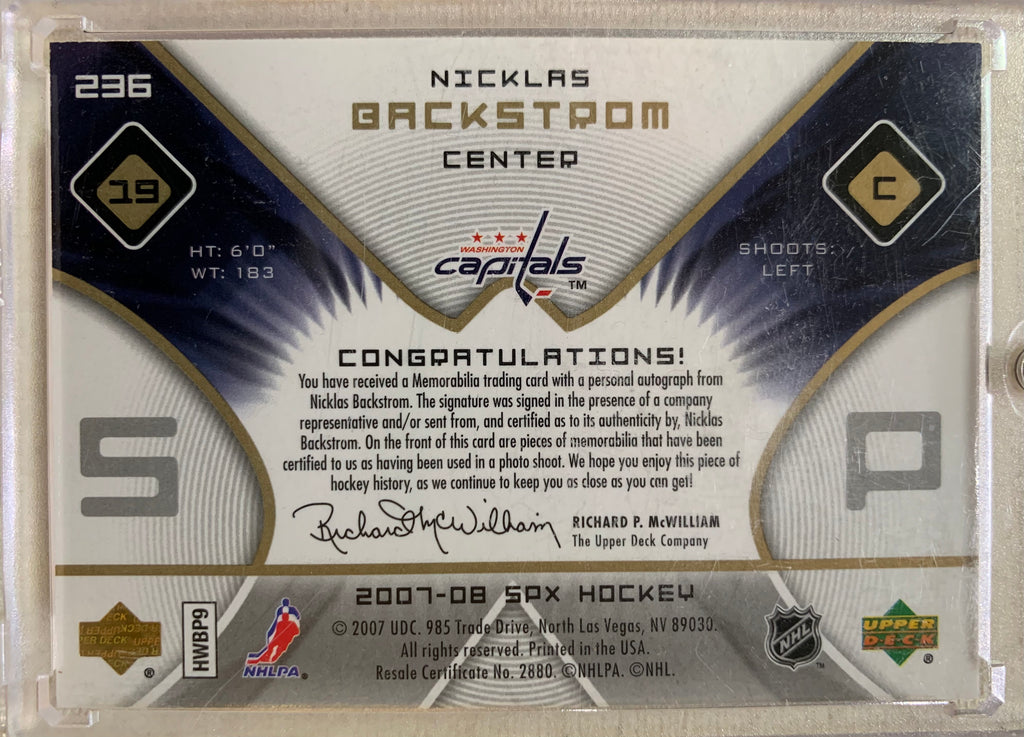 236
NICKLAS
BACKSTROM
CENTER
19
C
HT: 6'0"
WT: 183
SHOOTS:
LEFT
WASHINGTON
capitals
TM
CONGRATULATIONS!
You have received a Memorabilia trading card with a personal autograph from
Nicklas Backstrom. The signature was signed in the presence of a company
representative and/or sent from, and certified as to its authenticity by, Nicklas
Backstrom. On the front of this card are pieces of memorabilia that have been
certified to us as having been used in a photo shoot. We hope you enjoy this piece of
hockey history, as we continue to keep you as close as you can get!
S P
Richard McWilliam
RICHARD P. McWILLIAM
The Upper Deck Company
2007-08 SPX HOCKEY
© 2007 UDC. 985 Trade Drive, North Las Vegas, NV 89030.
All rights reserved. Printed in the USA.
Resale Certificate No. 2880. ©NHLPA. ©NHL.
HWBP9
NHLPA®
NHL
TM
UPPER
DECK
®